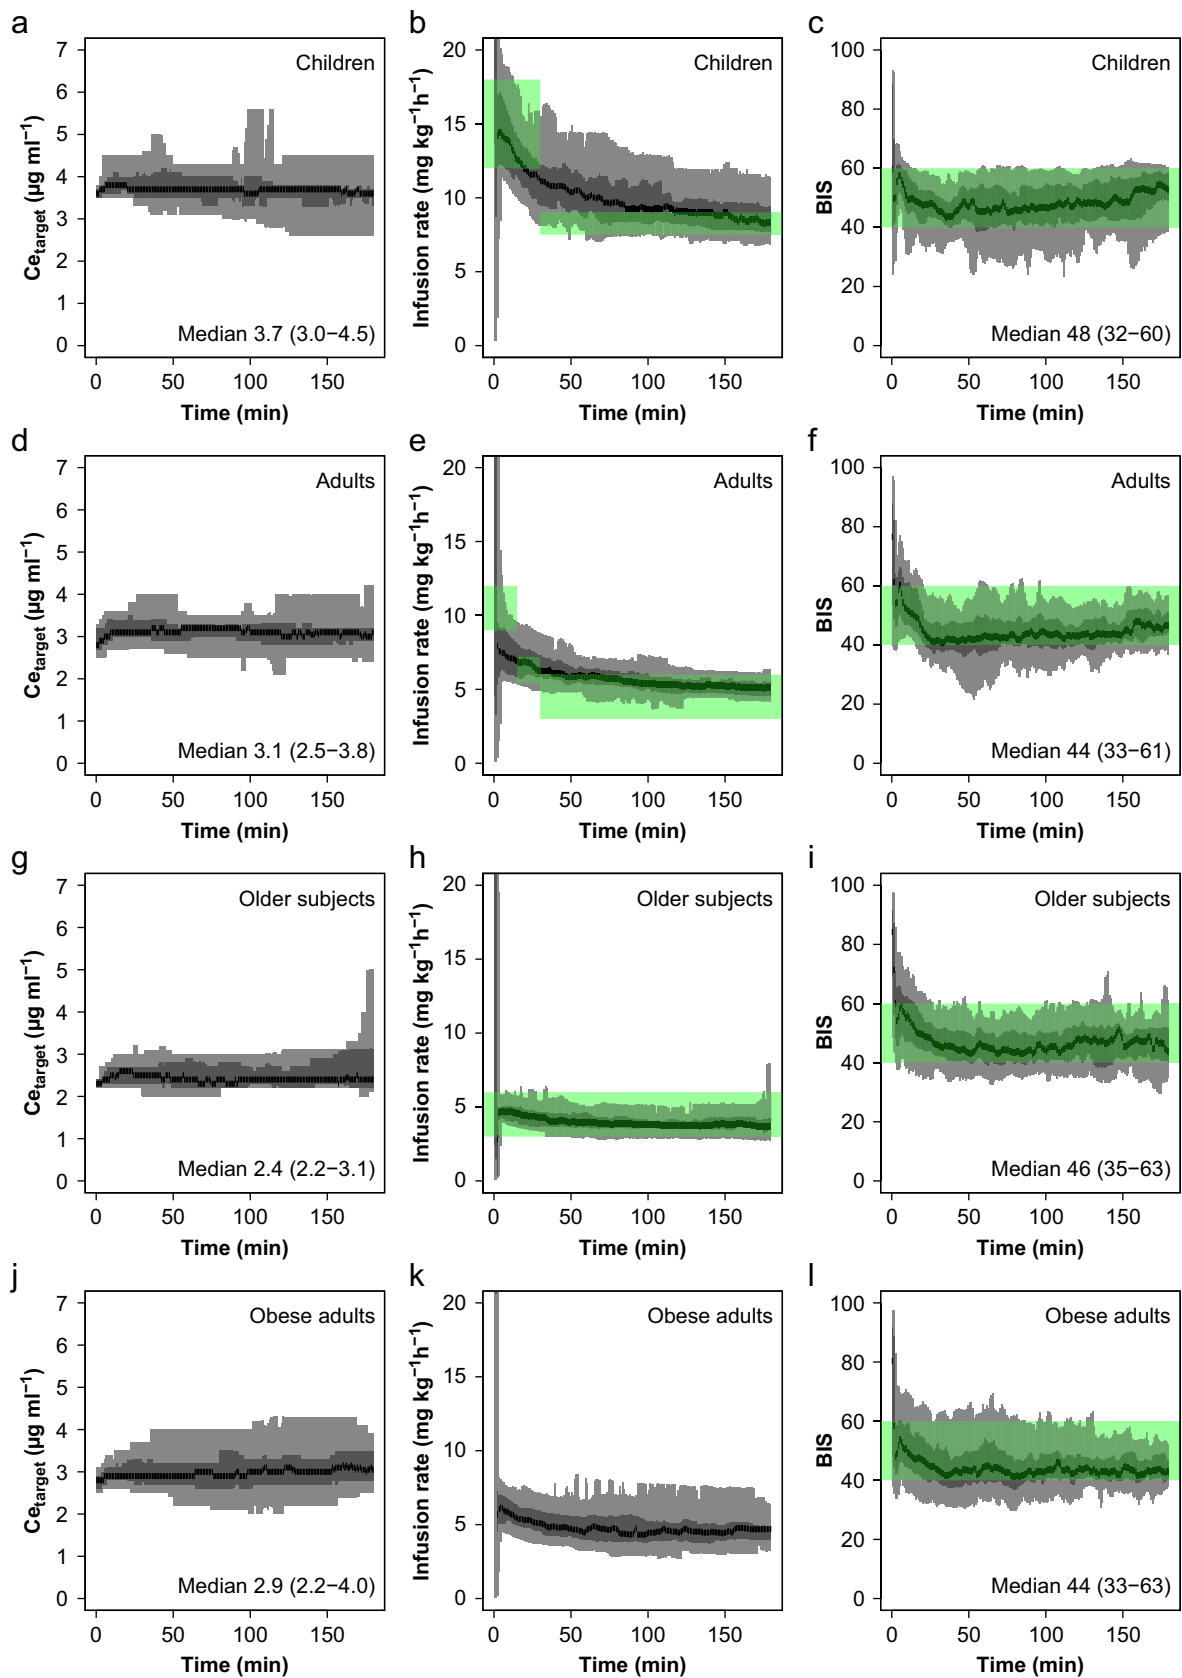 a
b
c
7
6
5
4
3
2
1
0
Ce_target (µg ml⁻¹)
Children
Median 3.7 (3.0−4.5)
0 50 100 150
Time (min)
20
15
10
5
0
Infusion rate (mg kg⁻¹h⁻¹)
Children
0 50 100 150
Time (min)
100
80
60
40
20
0
BIS
Children
Median 48 (32−60)
0 50 100 150
Time (min)
d
e
f
7
6
5
4
3
2
1
0
Ce_target (µg ml⁻¹)
Adults
Median 3.1 (2.5−3.8)
0 50 100 150
Time (min)
20
15
10
5
0
Infusion rate (mg kg⁻¹h⁻¹)
Adults
0 50 100 150
Time (min)
100
80
60
40
20
0
BIS
Adults
Median 44 (33−61)
0 50 100 150
Time (min)
g
h
i
7
6
5
4
3
2
1
0
Ce_target (µg ml⁻¹)
Older subjects
Median 2.4 (2.2−3.1)
0 50 100 150
Time (min)
20
15
10
5
0
Infusion rate (mg kg⁻¹h⁻¹)
Older subjects
0 50 100 150
Time (min)
100
80
60
40
20
0
BIS
Older subjects
Median 46 (35−63)
0 50 100 150
Time (min)
j
k
l
7
6
5
4
3
2
1
0
Ce_target (µg ml⁻¹)
Obese adults
Median 2.9 (2.2−4.0)
0 50 100 150
Time (min)
20
15
10
5
0
Infusion rate (mg kg⁻¹h⁻¹)
Obese adults
0 50 100 150
Time (min)
100
80
60
40
20
0
BIS
Obese adults
Median 44 (33−63)
0 50 100 150
Time (min)